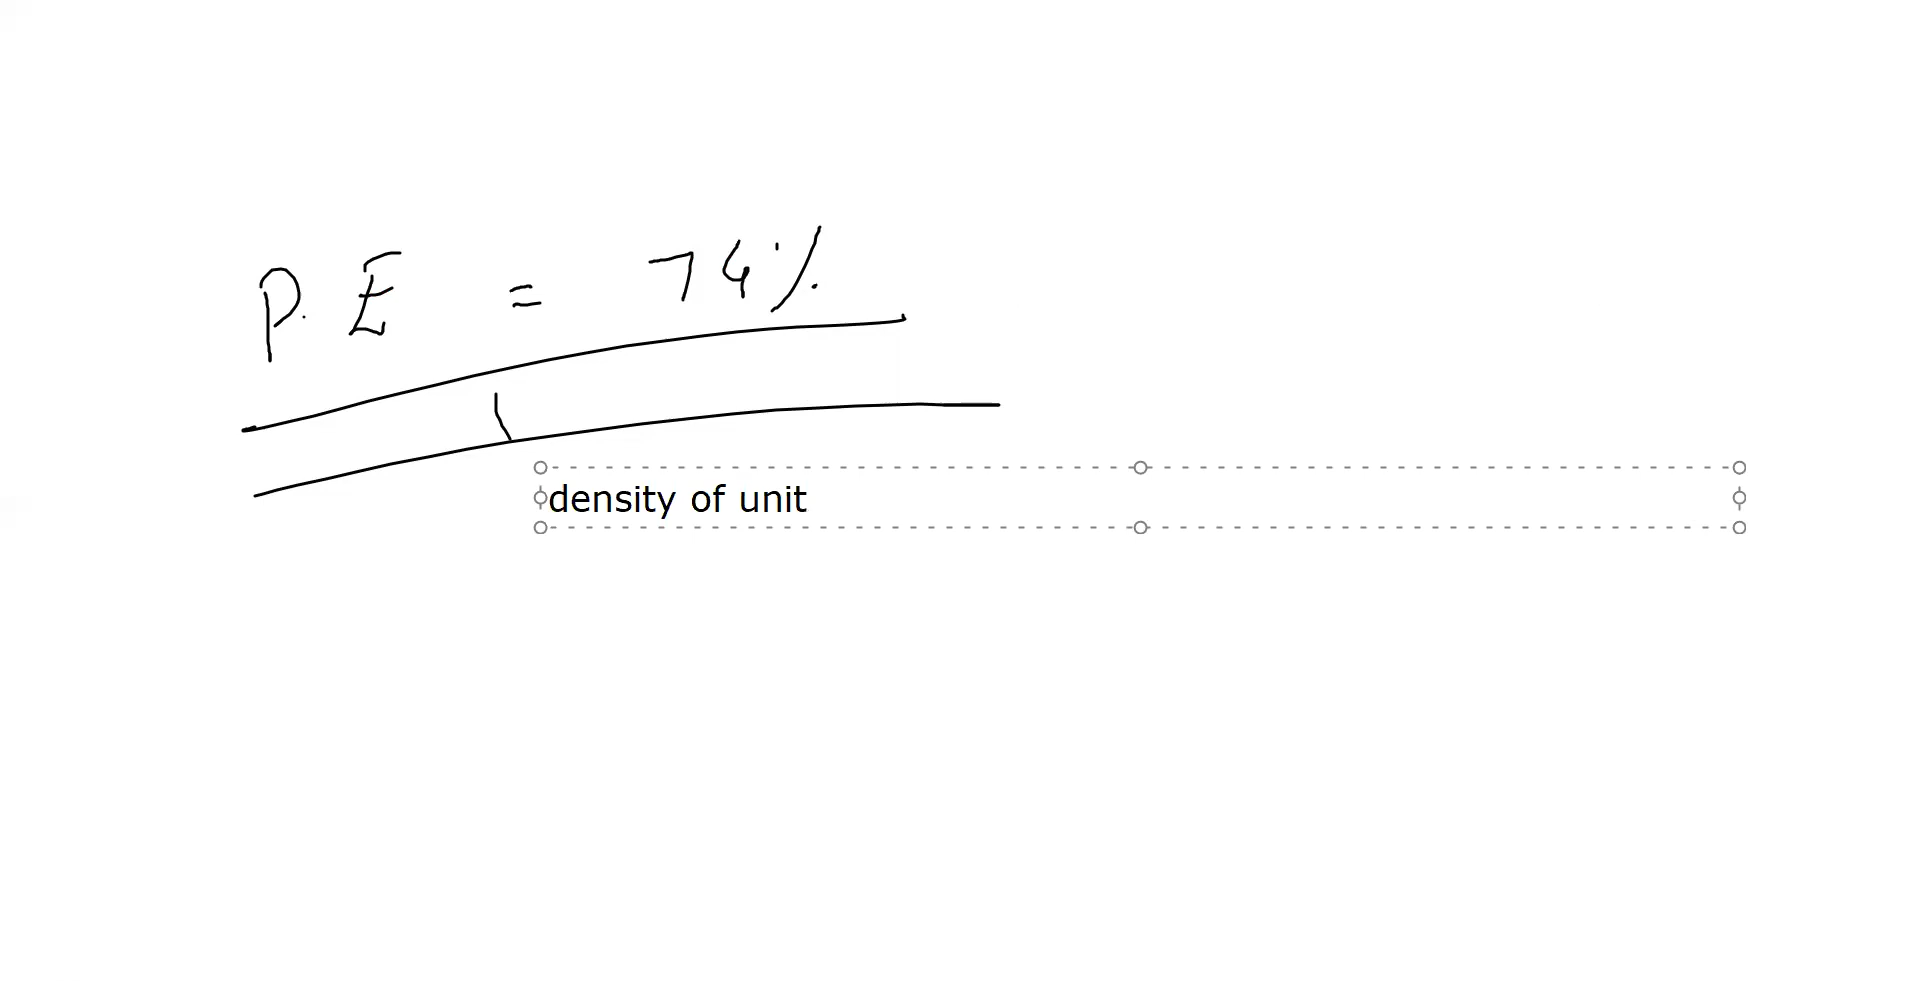 P. E = 74%
density of unit